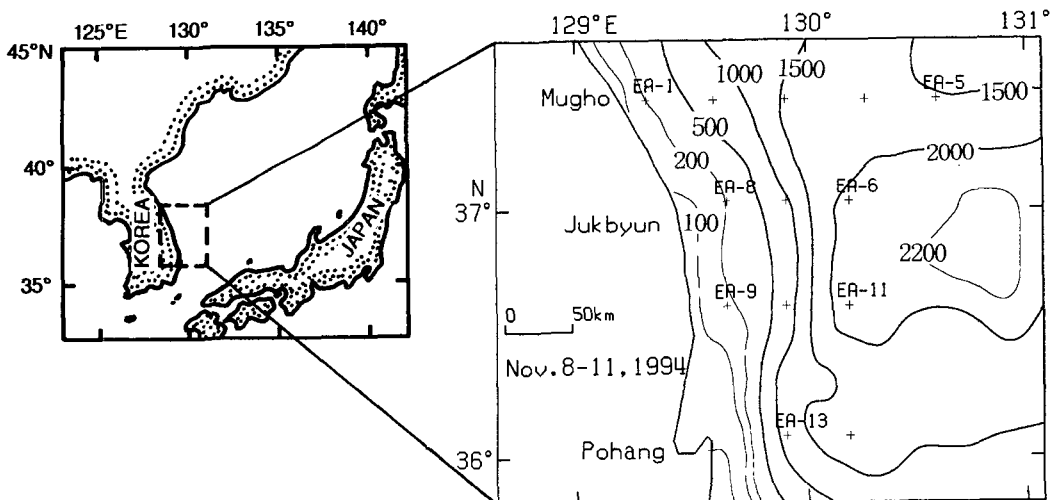 125° 130° 135° 140°
45°N
40°
35°
KOREA
JAPAN
129°E 130° 131°
1000 1500
EA-1
EA-5
Mugho
1500
500
200
2000
EA-8
EA-6
N
37°
100
Jukbyun
2200
EA-9
EA-11
0 50km
Nov.8-11,1994
EA-13
Pohang
36°